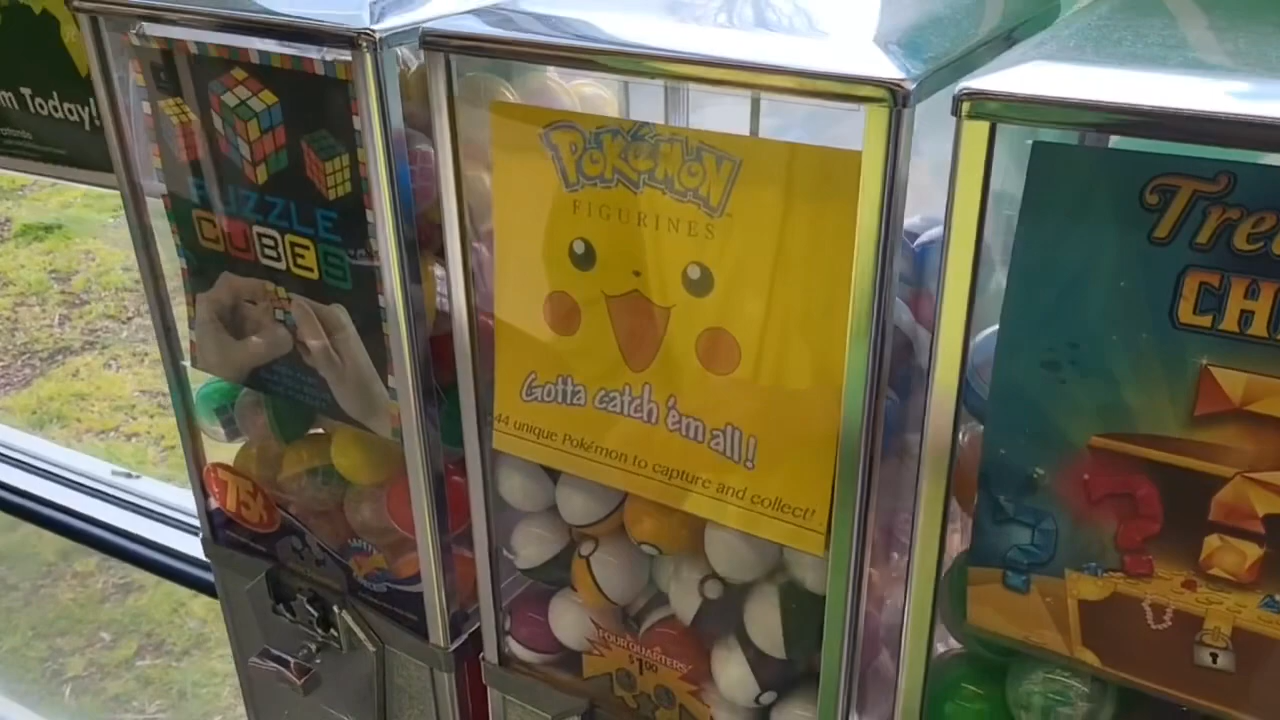 m Today!
PUZZLE
CUBES
75¢
POKéMON
FIGURINES
Gotta catch 'em all!
44 unique Pokémon to capture and collect!
FOUR QUARTERS
$1.00
Tre
CH